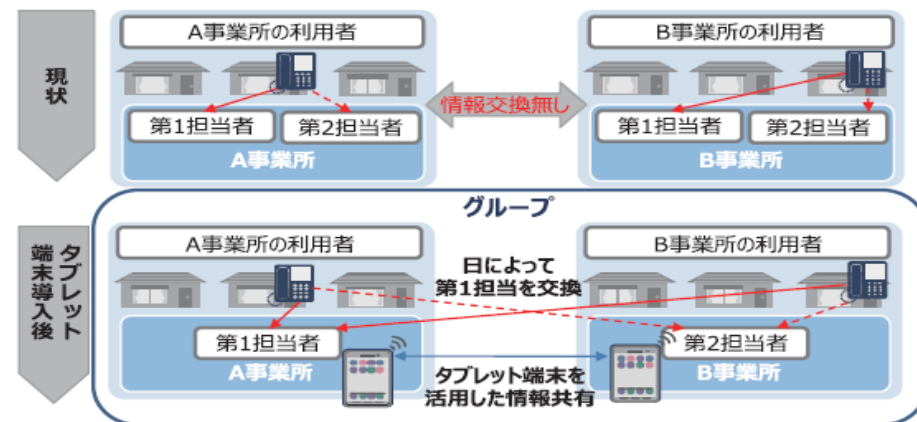 現状
A事業所の利用者
B事業所の利用者
情報交換無し
第1担当者
第2担当者
第1担当者
第2担当者
A事業所
B事業所
グループ
タブレット
端末導入後
A事業所の利用者
B事業所の利用者
日によって
第1担当を交換
第1担当者
第2担当者
A事業所
B事業所
タブレット端末を
活用した情報共有